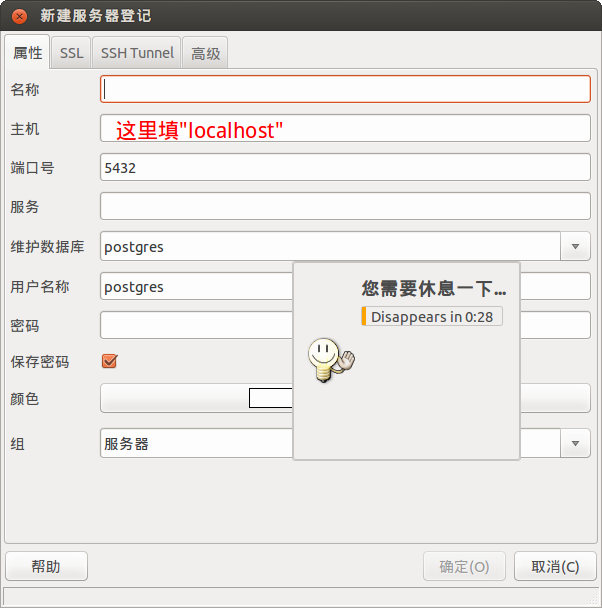 新建服务器登记
属性 SSL SSH Tunnel 高级
名称
主机 这里填"localhost"
端口号 5432
服务
维护数据库 postgres
用户名称 postgres
您需要休息一下...
Disappears in 0:28
密码
保存密码
颜色
组 服务器
帮助 确定(O) 取消(C)